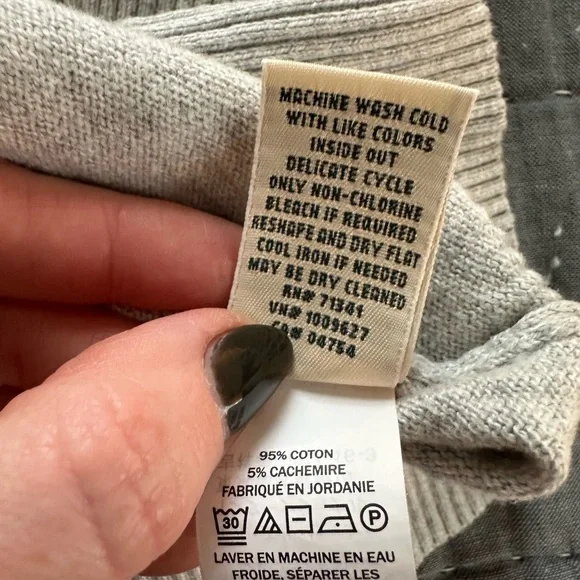 MACHINE WASH COLD
WITH LIKE COLORS
INSIDE OUT
DELICATE CYCLE
ONLY NON-CHLORINE
BLEACH IF REQUIRED
RESHAPE AND DRY FLAT
COOL IRON IF NEEDED
MAY BE DRY CLEANED
RN# 71341
VN# 1009627
CA# 04754
95% COTON
5% CACHEMIRE
FABRIQUÉ EN JORDANIE
30 P
LAVER EN MACHINE EN EAU
FROIDE, SÉPARER LES